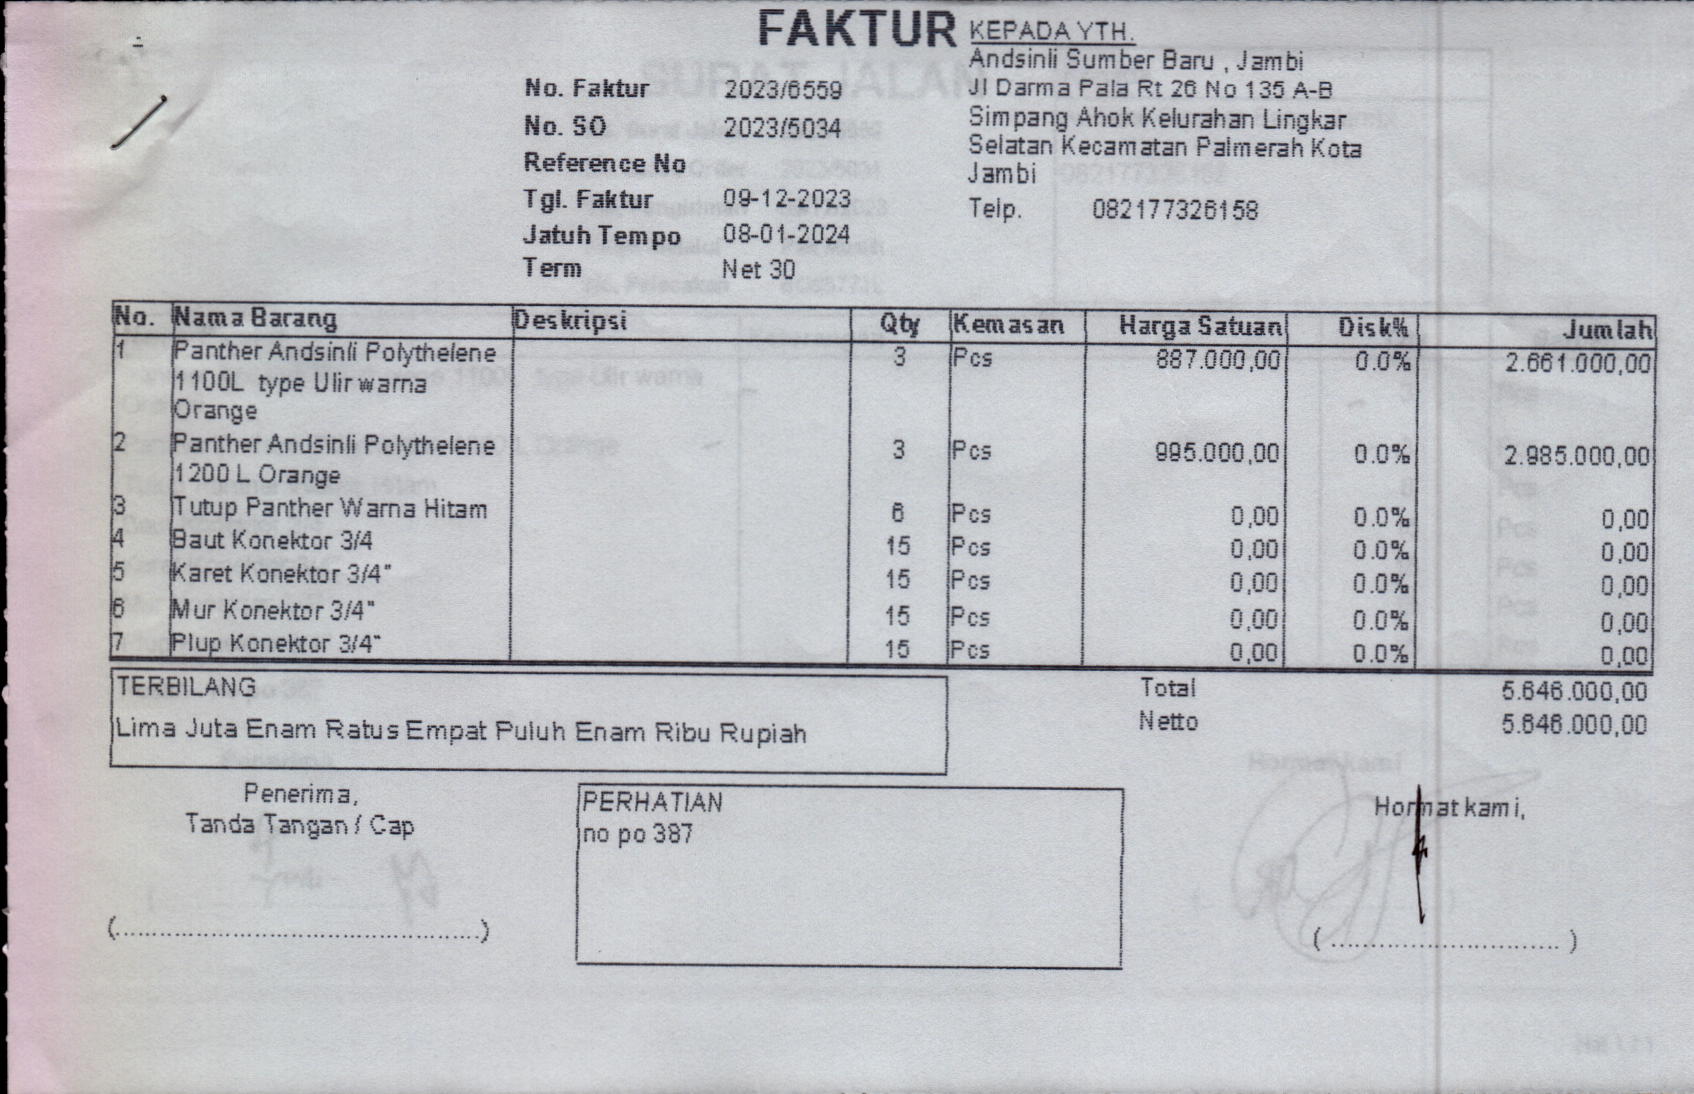 FAKTUR
KEPADA YTH.
Andsinli Sumber Baru , Jambi
Jl Darma Pala Rt 26 No 135 A-B
Simpang Ahok Kelurahan Lingkar
Selatan Kecamatan Palmerah Kota
Jambi
Telp. 082177326158
No. Faktur 2023/6559
No. SO 2023/5034
Reference No
Tgl. Faktur 09-12-2023
Jatuh Tempo 08-01-2024
Term Net 30
No. Nama Barang Deskripsi Qty Kemasan Harga Satuan Disk% Jumlah
1 Panther Andsinli Polythelene 3 Pcs 887.000,00 0.0% 2.661.000,00
1100L type Ulir warna
Orange
2 Panther Andsinli Polythelene 3 Pcs 995.000,00 0.0% 2.985.000,00
1200 L Orange
3 Tutup Panther Warna Hitam 6 Pcs 0,00 0.0% 0,00
4 Baut Konektor 3/4 15 Pcs 0,00 0.0% 0,00
5 Karet Konektor 3/4" 15 Pcs 0,00 0.0% 0,00
6 Mur Konektor 3/4" 15 Pcs 0,00 0.0% 0,00
7 Plup Konektor 3/4" 15 Pcs 0,00 0.0% 0,00
TERBILANG
Lima Juta Enam Ratus Empat Puluh Enam Ribu Rupiah
Total 5.646.000,00
Netto 5.646.000,00
Penerima,
Tanda Tangan / Cap
(..............................................)
PERHATIAN
no po 387
Hormat kami,
( ............................. )